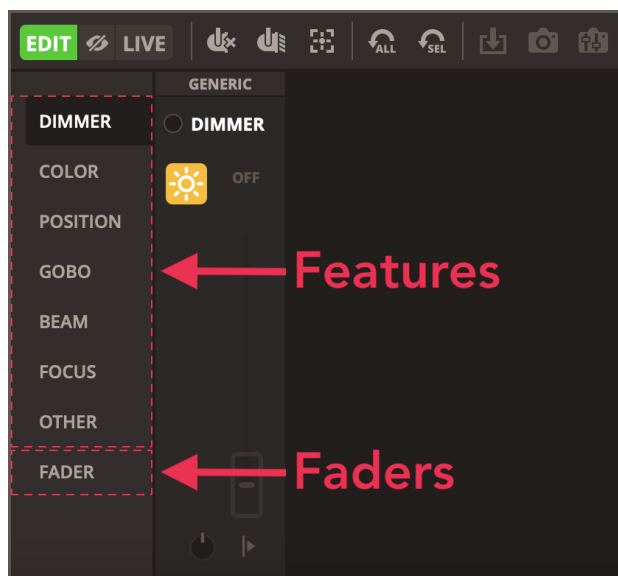 EDIT LIVE
ALL SEL
GENERIC
DIMMER DIMMER
COLOR OFF
POSITION
GOBO Features
BEAM
FOCUS
OTHER
FADER Faders